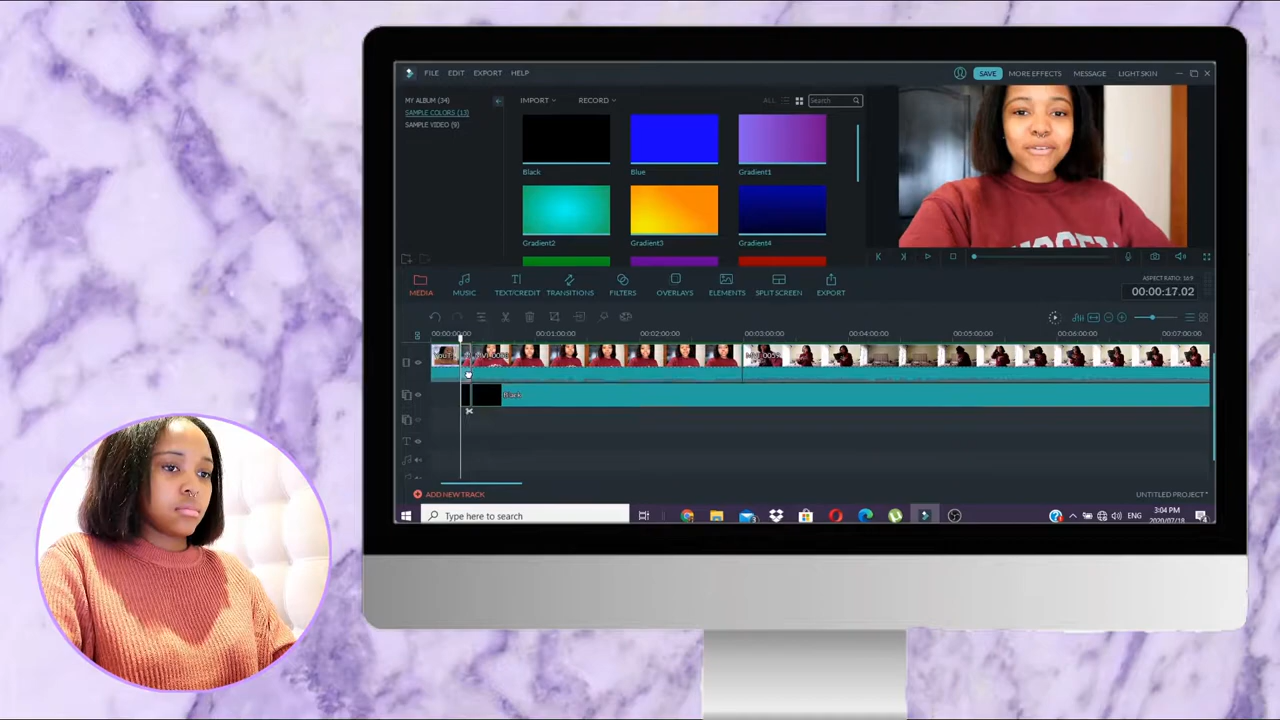 FILE EDIT EXPORT HELP
SAVE MORE EFFECTS MESSAGE LIGHT SKIN
MY ALBUM (34)
SAMPLE COLORS (13)
SAMPLE VIDEO (9)
IMPORT RECORD
ALL Search
Black Blue Gradient1
Gradient2 Gradient3 Gradient4
MEDIA MUSIC TEXT/CREDIT TRANSITIONS FILTERS OVERLAYS ELEMENTS SPLIT SCREEN EXPORT
ASPECT RATIO: 16:9
00:00:17.02
00:00:00:00 00:01:00:00 00:02:00:00 00:03:00:00 00:04:00:00 00:05:00:00 00:06:00:00 00:07:00:00
Black
ADD NEW TRACK
UNTITLED PROJECT*
Type here to search
ENG
3:04 PM
2020/07/18